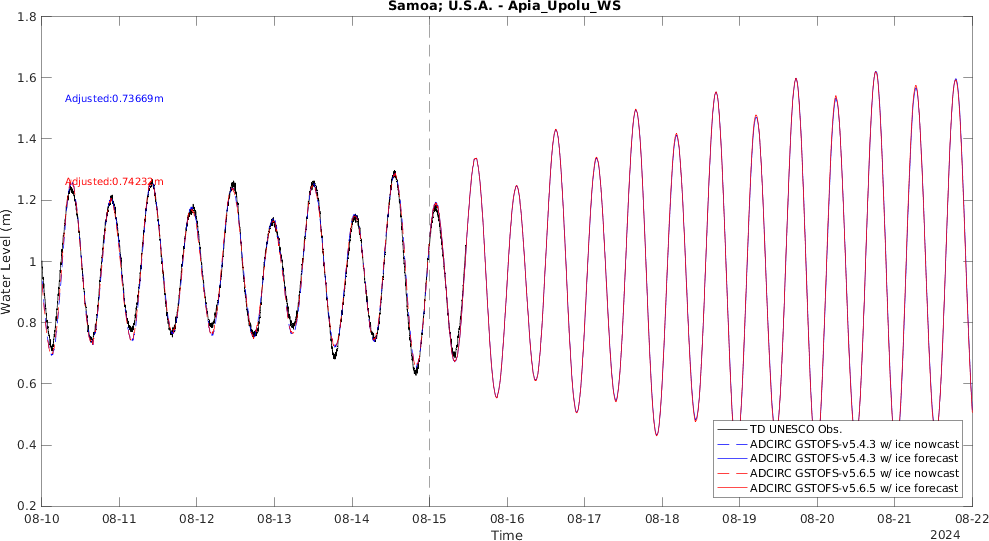 Samoa; U.S.A. - Apia_Upolu_WS
1.8
1.6
1.4
1.2
1
0.8
0.6
0.4
0.2
Water Level (m)
Adjusted:0.73669m
Adjusted:0.74232m
TD UNESCO Obs.
ADCIRC GSTOFS-v5.4.3 w/ ice nowcast
ADCIRC GSTOFS-v5.4.3 w/ ice forecast
ADCIRC GSTOFS-v5.6.5 w/ ice nowcast
ADCIRC GSTOFS-v5.6.5 w/ ice forecast
08-10 08-11 08-12 08-13 08-14 08-15 08-16 08-17 08-18 08-19 08-20 08-21 08-22
Time
2024